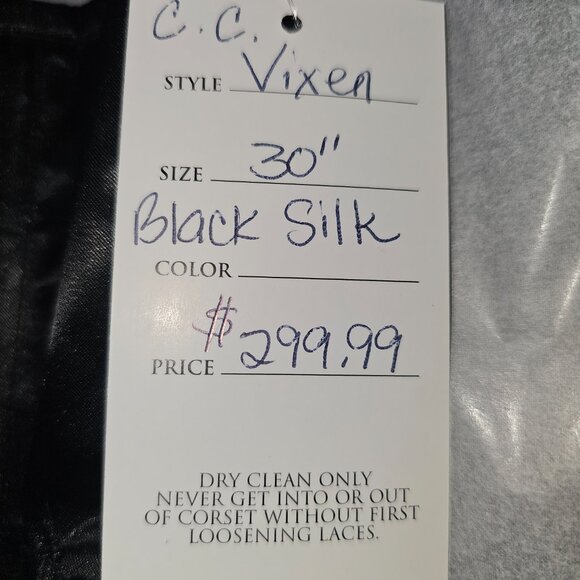 C.C.
STYLE Vixen
SIZE 30"
Black Silk
COLOR
PRICE $299.99
DRY CLEAN ONLY
NEVER GET INTO OR OUT
OF CORSET WITHOUT FIRST
LOOSENING LACES.